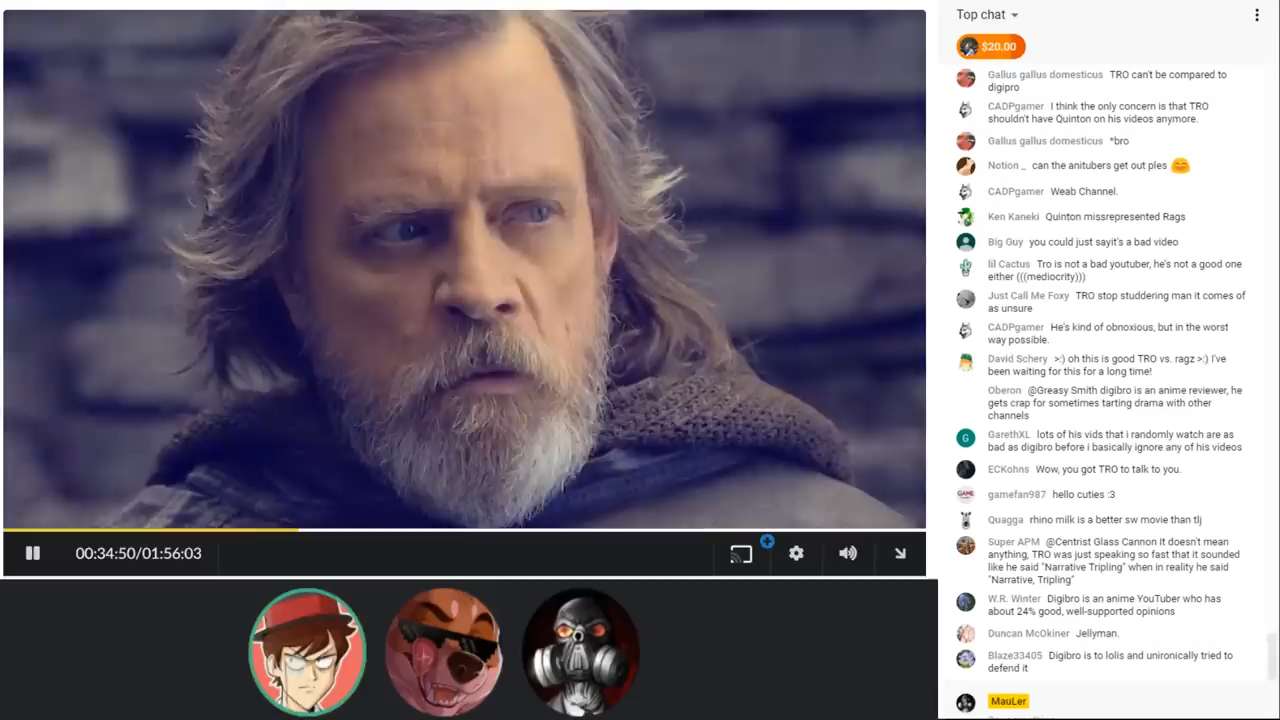 Top chat
$20.00
Gallus gallus domesticus TRO can't be compared to
digipro
CADPgamer I think the only concern is that TRO
shouldn't have Quinton on his videos anymore.
Gallus gallus domesticus *bro
Notion _ can the anitubers get out ples
CADPgamer Weab Channel.
Ken Kaneki Quinton missrepresented Rags
Big Guy you could just sayit's a bad video
lil Cactus Tro is not a bad youtuber, he's not a good one
either (((mediocrity)))
Just Call Me Foxy TRO stop studdering man it comes of
as unsure
CADPgamer He's kind of obnoxious, but in the worst
way possible.
David Schery >:) oh this is good TRO vs. ragz >:) I've
been waiting for this for a long time!
Oberon @Greasy Smith digibro is an anime reviewer, he
gets crap for sometimes tarting drama with other
channels
G
GarethXL lots of his vids that i randomly watch are as
bad as digibro before i basically ignore any of his videos
ECKohns Wow, you got TRO to talk to you.
GAME
gamefan987 hello cuties :3
Quagga rhino milk is a better sw movie than tlj
Super APM @Centrist Glass Cannon It doesn't mean
anything, TRO was just speaking so fast that it sounded
like he said "Narrative Tripling" when in reality he said
"Narrative, Tripling"
W.R. Winter Digibro is an anime YouTuber who has
about 24% good, well-supported opinions
Duncan McOkiner Jellyman.
Blaze33405 Digibro is to lolis and unironically tried to
defend it
MauLer
00:34:50/01:56:03